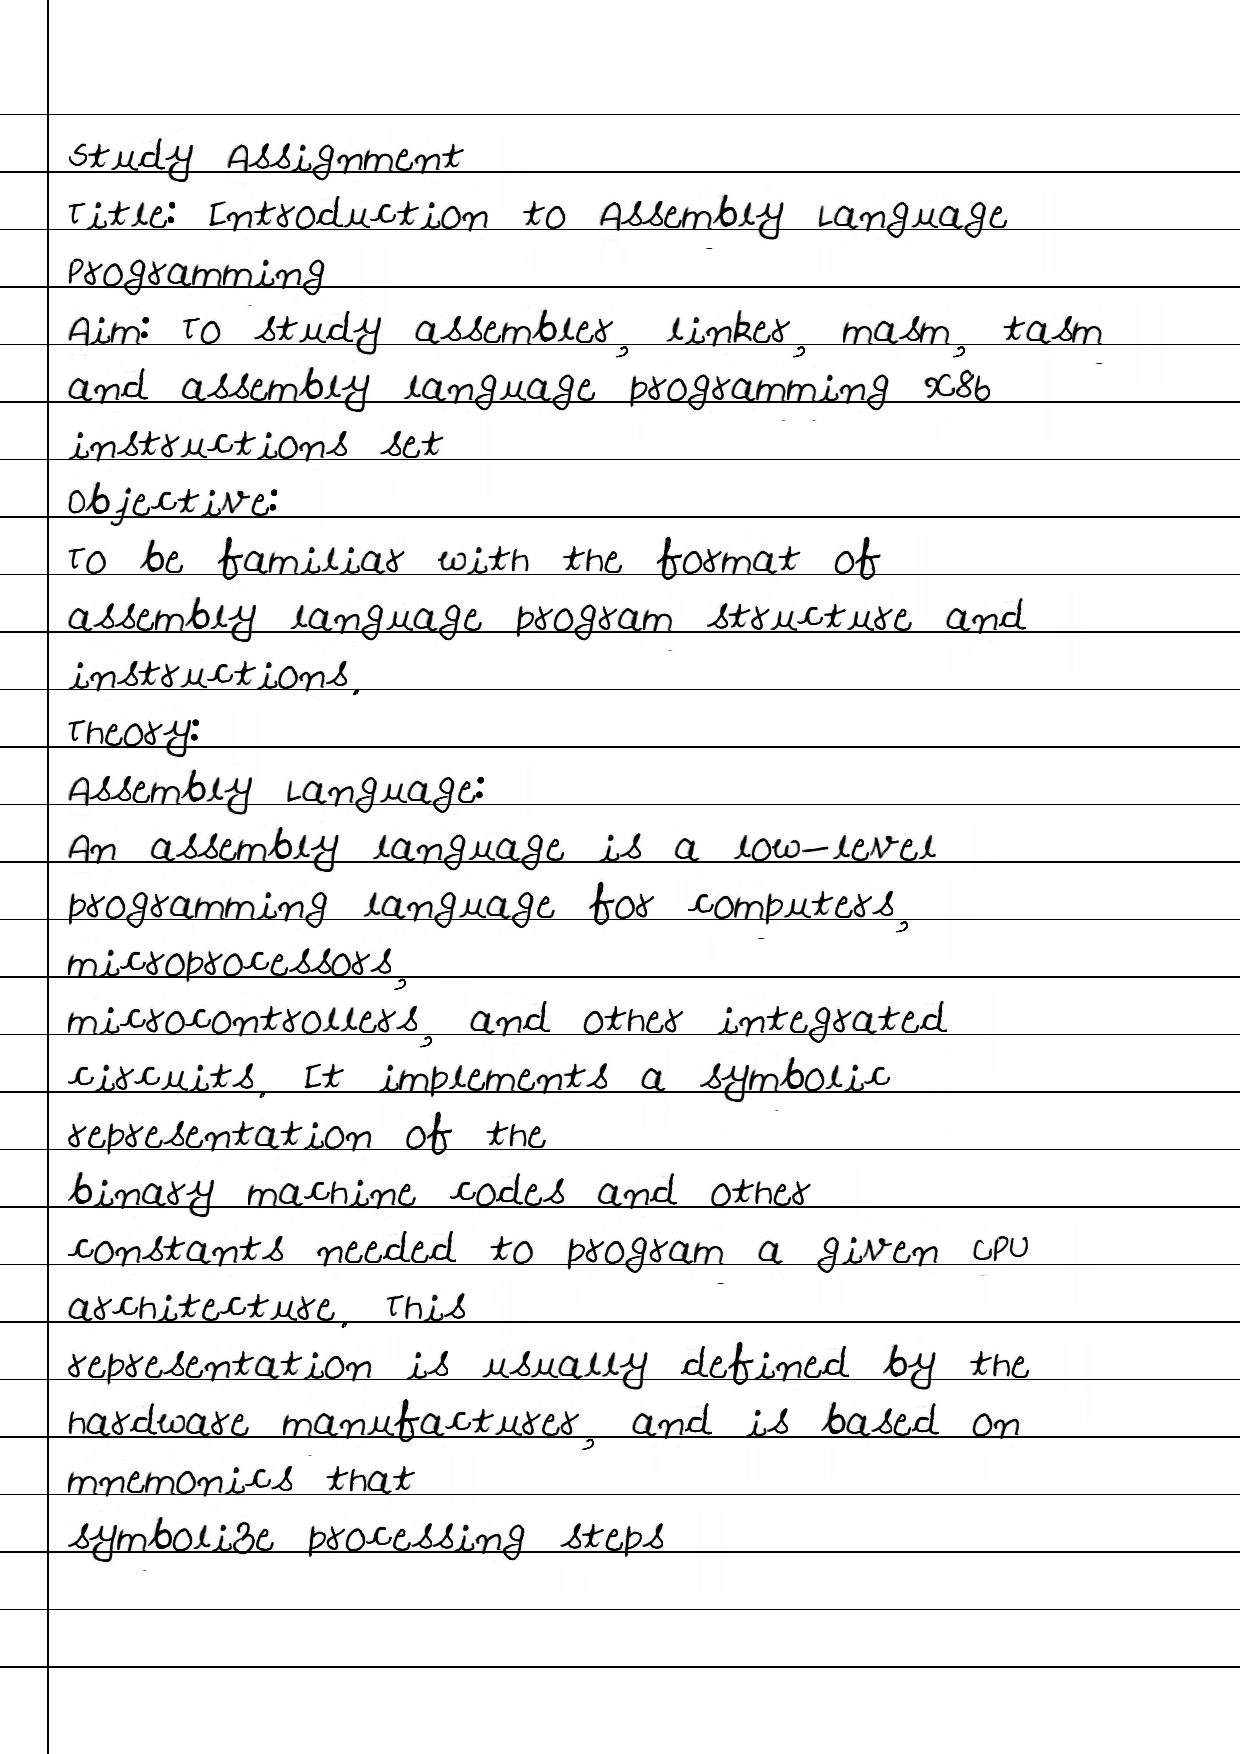 Study Assignment
Title: Introduction to Assembly Language
Programming
Aim: To study assembler, linker, masm, tasm
and assembly language programming x86
instructions set
Objective:
To be familiar with the format of
assembly language program structure and
instructions.
Theory:
Assembly Language:
An assembly language is a low-level
programming language for computers,
microprocessors,
microcontrollers, and other integrated
circuits. It implements a symbolic
representation of the
binary machine codes and other
constants needed to program a given CPU
architecture. This
representation is usually defined by the
hardware manufacturer, and is based on
mnemonics that
symbolize processing steps